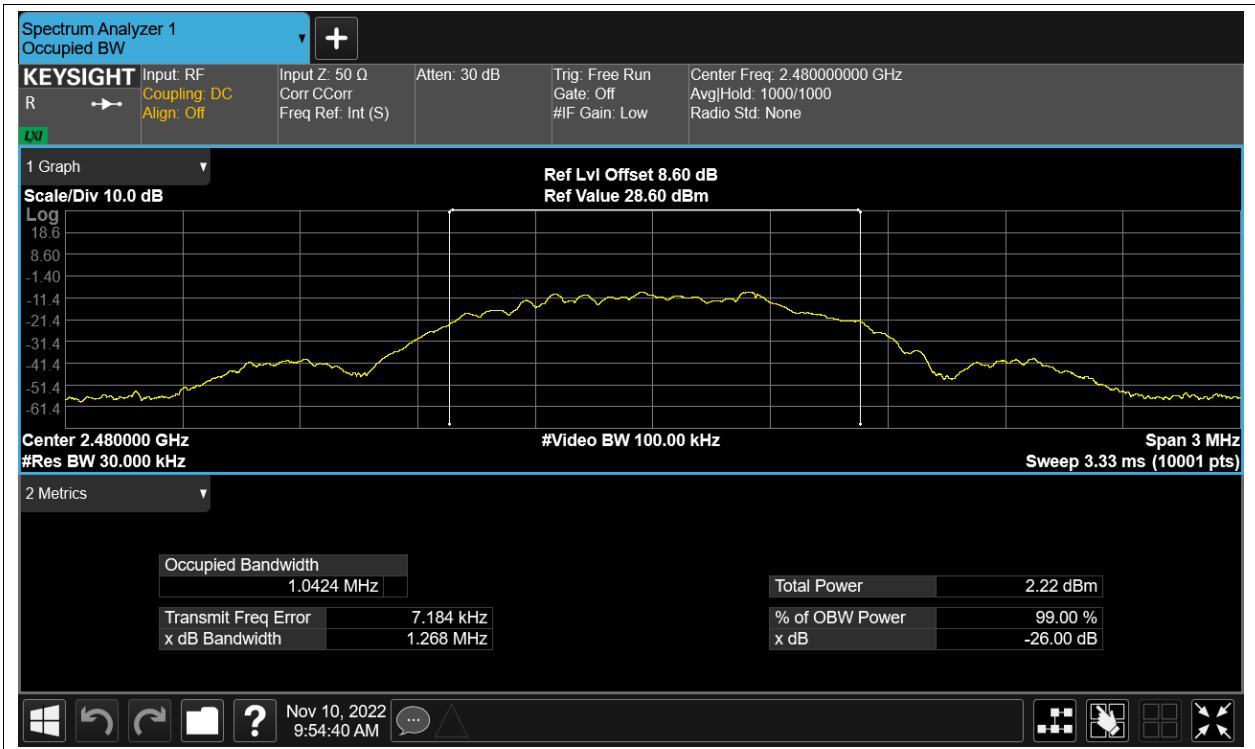 Spectrum Analyzer 1
Occupied BW
KEYSIGHT
R
LXI
Input: RF
Coupling: DC
Align: Off
Input Z: 50 Ω
Corr CCorr
Freq Ref: Int (S)
Atten: 30 dB
Trig: Free Run
Gate: Off
#IF Gain: Low
Center Freq: 2.480000000 GHz
Avg|Hold: 1000/1000
Radio Std: None
1 Graph
Scale/Div 10.0 dB
Ref Lvl Offset 8.60 dB
Ref Value 28.60 dBm
Log
18.6
8.60
-1.40
-11.4
-21.4
-31.4
-41.4
-51.4
-61.4
Center 2.480000 GHz
#Res BW 30.000 kHz
#Video BW 100.00 kHz
Span 3 MHz
Sweep 3.33 ms (10001 pts)
2 Metrics
Occupied Bandwidth
1.0424 MHz
Transmit Freq Error 7.184 kHz
x dB Bandwidth 1.268 MHz
Total Power 2.22 dBm
% of OBW Power 99.00 %
x dB -26.00 dB
?
Nov 10, 2022
9:54:40 AM